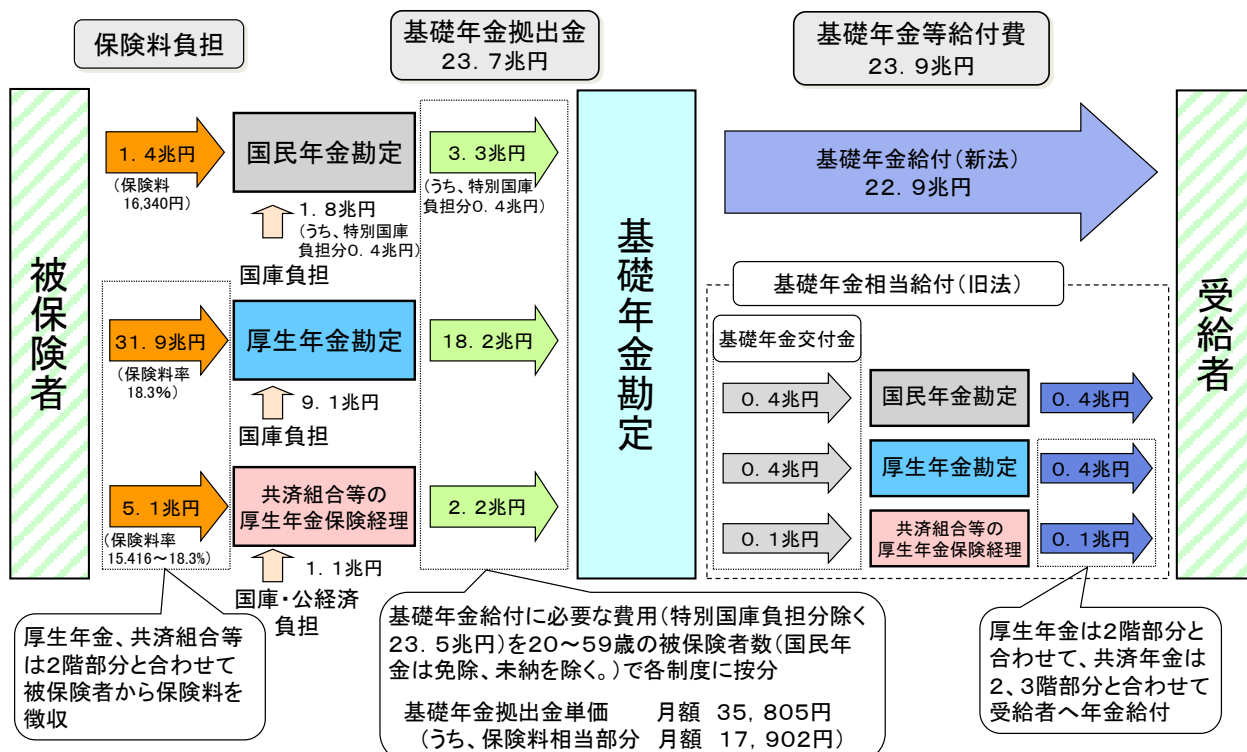 保険料負担
基礎年金拠出金
23.7兆円
基礎年金等給付費
23.9兆円
被保険者
1.4兆円
(保険料
16,340円)
国民年金勘定
1.8兆円
(うち、特別国庫
負担分0.4兆円)
国庫負担
3.3兆円
(うち、特別国庫
負担分0.4兆円)
31.9兆円
(保険料率
18.3%)
厚生年金勘定
9.1兆円
国庫負担
18.2兆円
5.1兆円
(保険料率
15.416~18.3%)
共済組合等の
厚生年金保険経理
1.1兆円
国庫・公経済
負担
2.2兆円
基礎年金勘定
基礎年金給付(新法)
22.9兆円
基礎年金相当給付(旧法)
基礎年金交付金
0.4兆円
国民年金勘定
0.4兆円
0.4兆円
厚生年金勘定
0.4兆円
0.1兆円
共済組合等の
厚生年金保険経理
0.1兆円
受給者
厚生年金、共済組合等
は2階部分と合わせて
被保険者から保険料を
徴収
基礎年金給付に必要な費用(特別国庫負担分除く
23.5兆円)を20~59歳の被保険者数(国民年
金は免除、未納を除く。)で各制度に按分
基礎年金拠出金単価 月額 35,805円
(うち、保険料相当部分 月額 17,902円)
厚生年金は2階部分と
合わせて、共済年金は
2、3階部分と合わせて
受給者へ年金給付